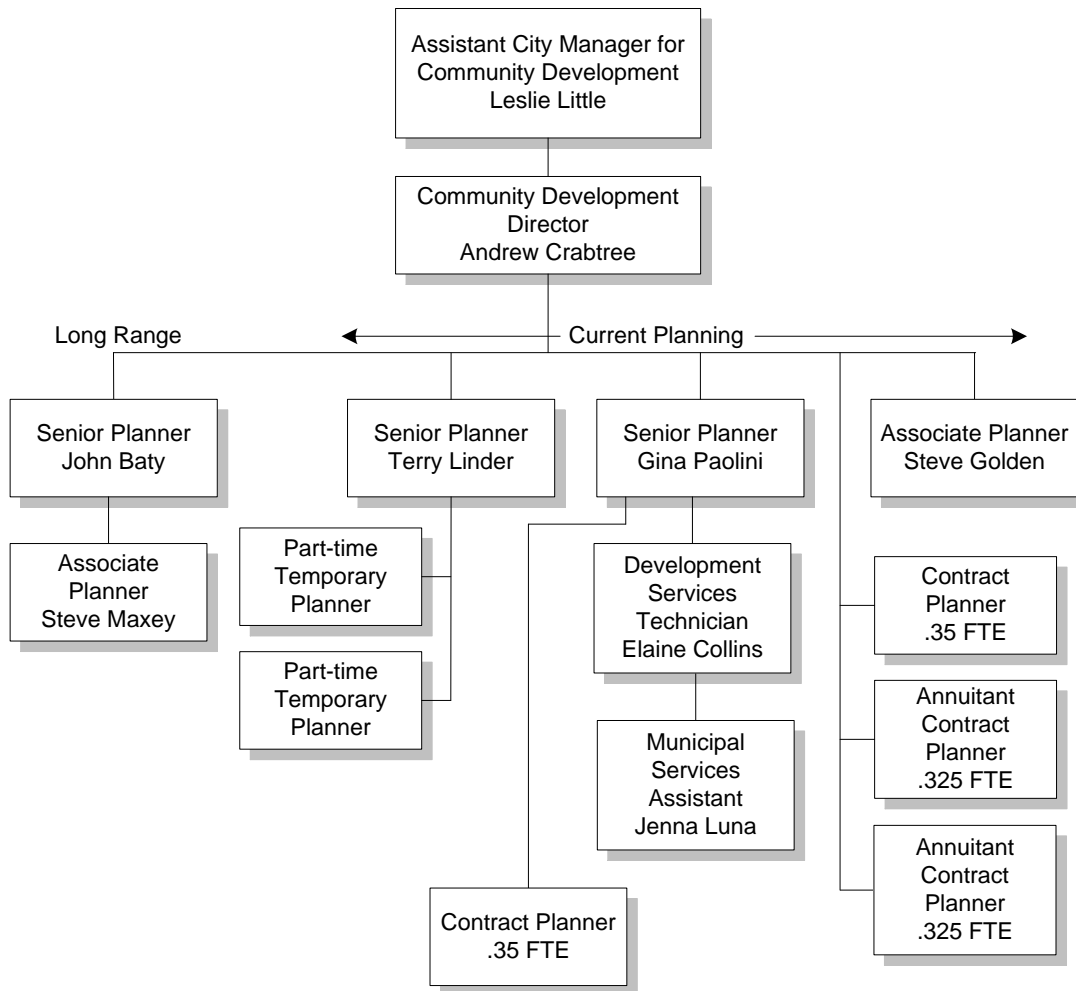 Assistant City Manager for
Community Development
Leslie Little
Community Development
Director
Andrew Crabtree
Long Range
Current Planning
Senior Planner
John Baty
Senior Planner
Terry Linder
Senior Planner
Gina Paolini
Associate Planner
Steve Golden
Associate
Planner
Steve Maxey
Part-time
Temporary
Planner
Part-time
Temporary
Planner
Development
Services
Technician
Elaine Collins
Municipal
Services
Assistant
Jenna Luna
Contract Planner
.35 FTE
Contract
Planner
.35 FTE
Annuitant
Contract
Planner
.325 FTE
Annuitant
Contract
Planner
.325 FTE